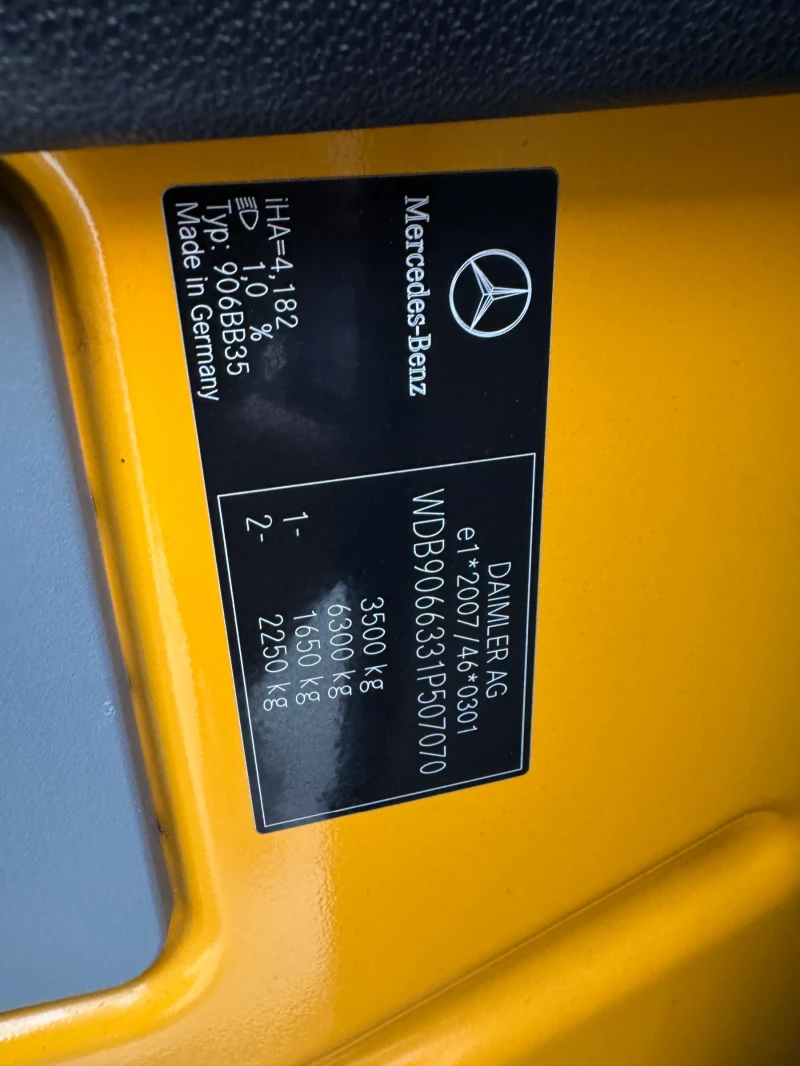 Mercedes-Benz
iHA=4,182
1,0 %
Typ: 906BB35
Made in Germany
DAIMLER AG
e1*2007/46*0301
WDB9066331P507070
3500 kg
6300 kg
1- 1650 kg
2- 2250 kg